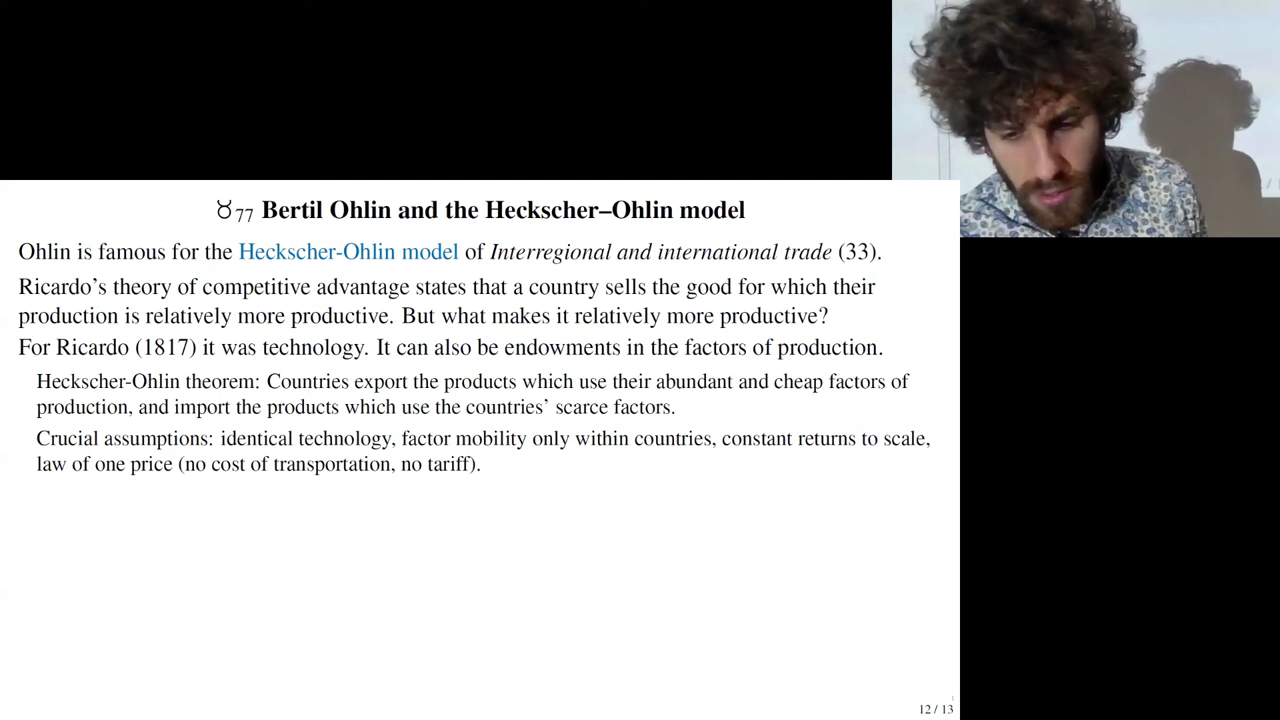 ♉77 Bertil Ohlin and the Heckscher–Ohlin model
Ohlin is famous for the Heckscher-Ohlin model of Interregional and international trade (33).
Ricardo's theory of competitive advantage states that a country sells the good for which their
production is relatively more productive. But what makes it relatively more productive?
For Ricardo (1817) it was technology. It can also be endowments in the factors of production.
Heckscher-Ohlin theorem: Countries export the products which use their abundant and cheap factors of
production, and import the products which use the countries' scarce factors.
Crucial assumptions: identical technology, factor mobility only within countries, constant returns to scale,
law of one price (no cost of transportation, no tariff).
12 / 13